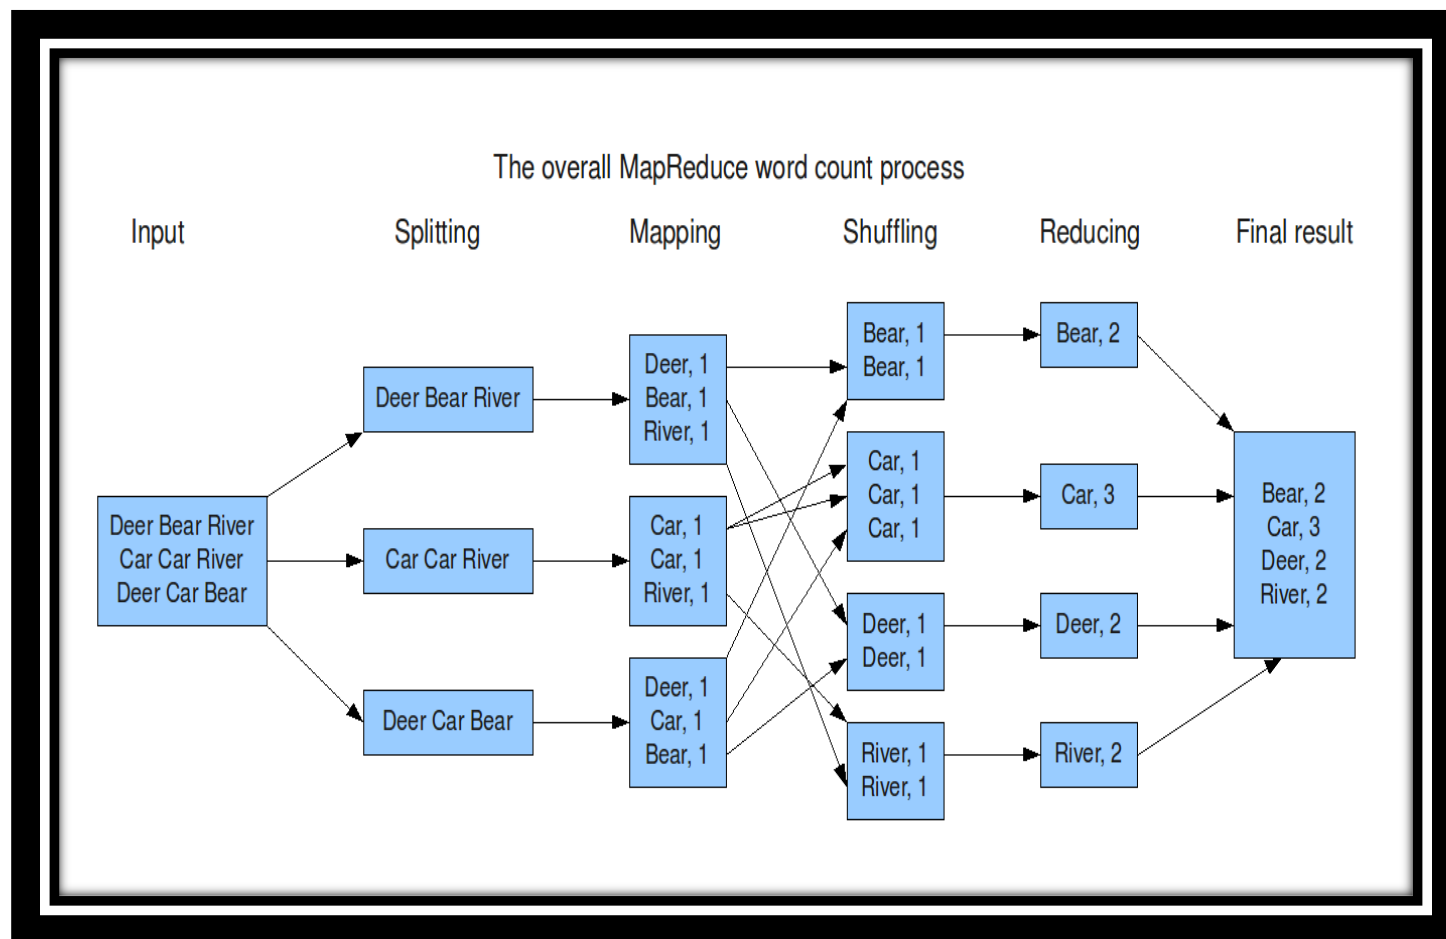 The overall MapReduce word count process
Input
Splitting
Mapping
Shuffling
Reducing
Final result
Deer Bear River
Car Car River
Deer Car Bear
Deer Bear River
Car Car River
Deer Car Bear
Deer, 1
Bear, 1
River, 1
Car, 1
Car, 1
River, 1
Deer, 1
Car, 1
Bear, 1
Bear, 1
Bear, 1
Car, 1
Car, 1
Car, 1
Deer, 1
Deer, 1
River, 1
River, 1
Bear, 2
Car, 3
Deer, 2
River, 2
Bear, 2
Car, 3
Deer, 2
River, 2